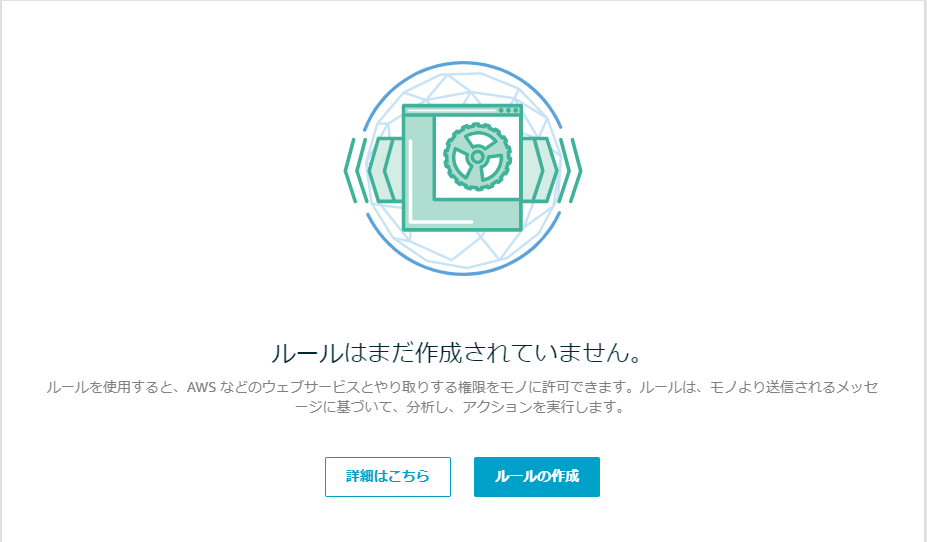 ルールはまだ作成されていません。
ルールを使用すると、AWS などのウェブサービスとやり取りする権限をモノに許可できます。ルールは、モノより送信されるメッセ
ージに基づいて、分析し、アクションを実行します。
詳細はこちら
ルールの作成